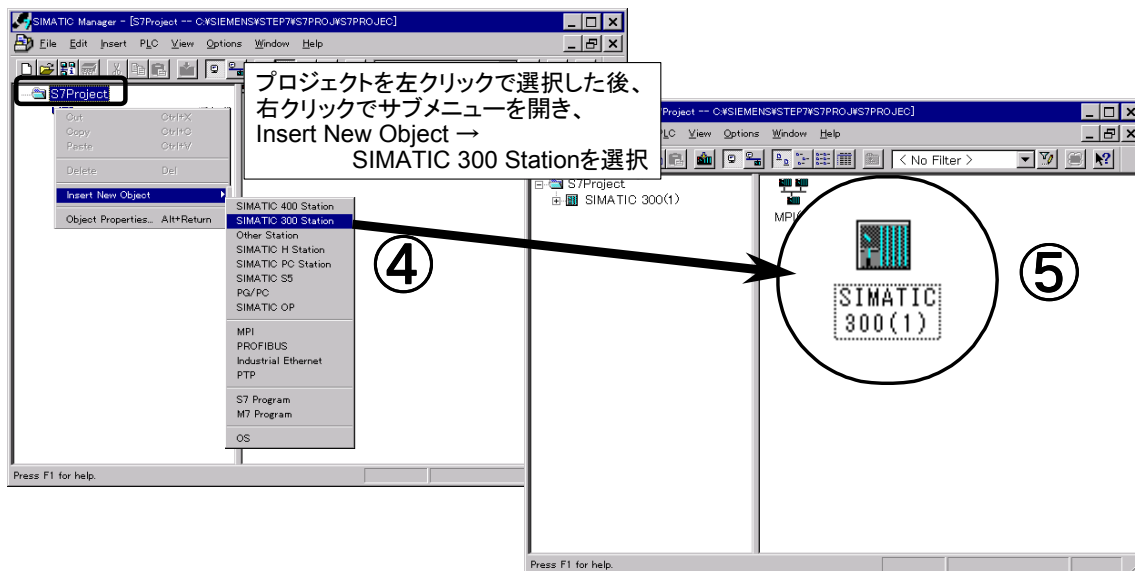 SIMATIC Manager - [S7Project -- C:¥SIEMENS¥STEP7¥S7PROJ¥S7PROJEC]
File Edit Insert PLC View Options Window Help
プロジェクトを左クリックで選択した後、
右クリックでサブメニューを開き、
Insert New Object →
SIMATIC 300 Stationを選択
S7Project
Cut Ctrl+X
Copy Ctrl+C
Paste Ctrl+V
Delete Del
Insert New Object
Object Properties... Alt+Return
SIMATIC 400 Station
SIMATIC 300 Station
Other Station
SIMATIC H Station
SIMATIC PC Station
SIMATIC S5
PG/PC
SIMATIC OP
MPI
PROFIBUS
Industrial Ethernet
PTP
S7 Program
M7 Program
OS
④
Press F1 for help.
Project -- C:¥SIEMENS¥STEP7¥S7PROJ¥S7PROJEC]
PLC View Options Window Help
< No Filter >
S7Project
SIMATIC 300(1)
MPI
SIMATIC
300(1)
⑤
Press F1 for help.